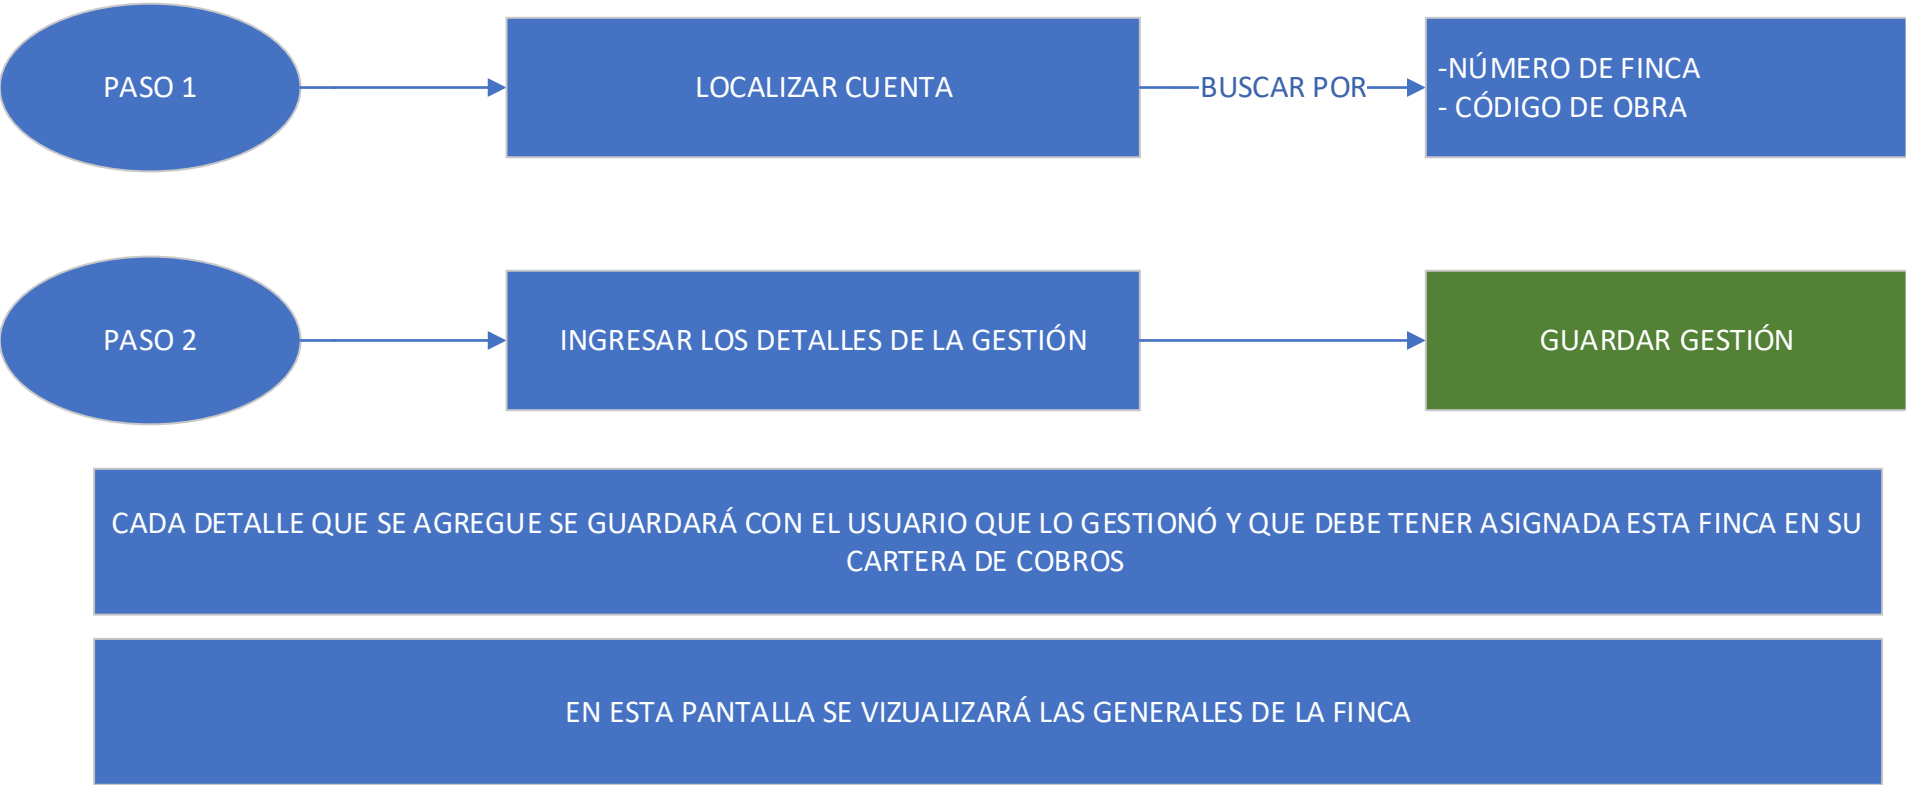 PASO 1
LOCALIZAR CUENTA
BUSCAR POR
-NÚMERO DE FINCA
- CÓDIGO DE OBRA
PASO 2
INGRESAR LOS DETALLES DE LA GESTIÓN
GUARDAR GESTIÓN
CADA DETALLE QUE SE AGREGUE SE GUARDARÁ CON EL USUARIO QUE LO GESTIONÓ Y QUE DEBE TENER ASIGNADA ESTA FINCA EN SU
CARTERA DE COBROS
EN ESTA PANTALLA SE VIZUALIZARÁ LAS GENERALES DE LA FINCA